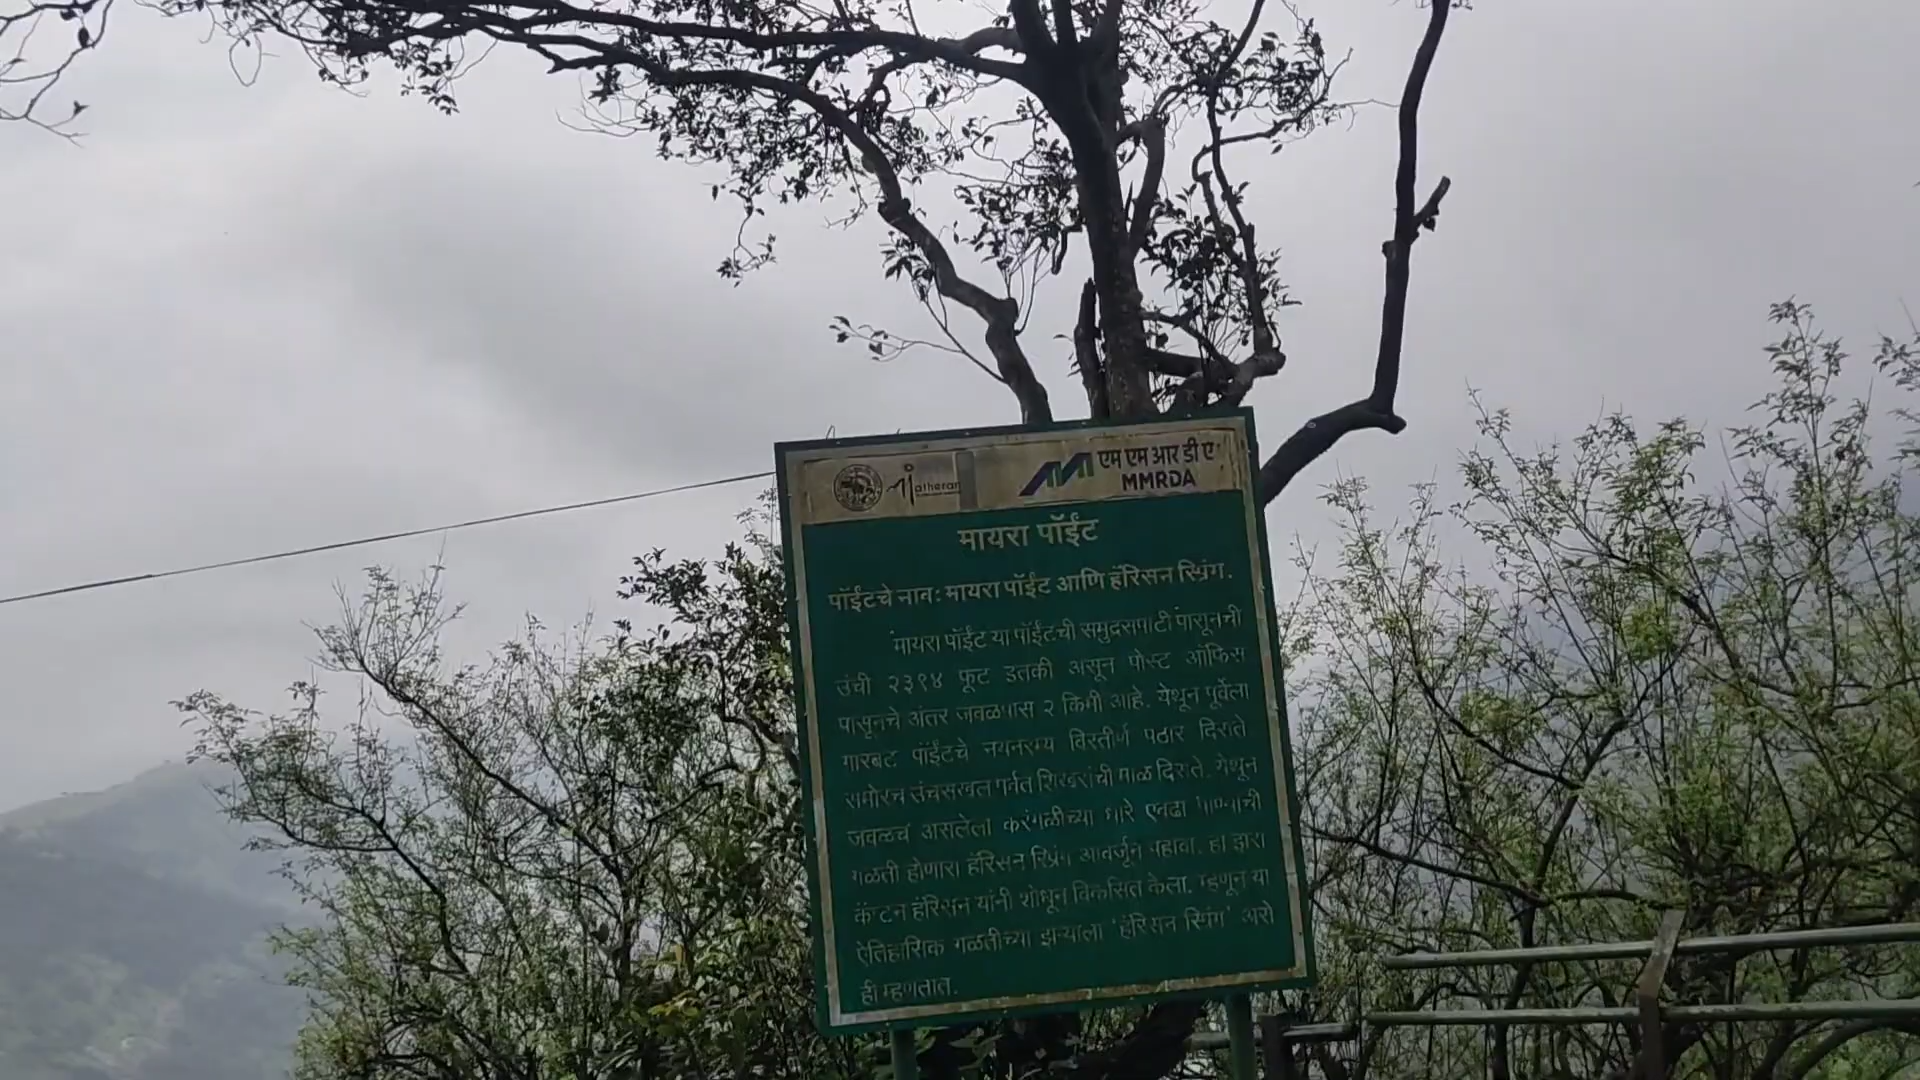 matheran
एम एम आर डी ए
MMRDA
मायरा पॉईंट
पॉईंटचे नाव: मायरा पॉईंट आणि हॅरिसन स्प्रिंग.
मायरा पॉईंट या पॉईंटची समुद्रसपाटी पासूनची
उंची २३९४ फूट इतकी असून पोस्ट ऑफिस
पासूनचे अंतर जवळपास २ किमी आहे. येथून पूर्वेला
गारबट पॉईंटचे नयनरम्य विस्तीर्ण पठार दिसते
समोरच उंचसखल पर्वत शिखरांची माळ दिसते. येथून
जवळच असलेला करंगळीच्या धारे एवढा पाण्याची
गळती होणारा हॅरिसन स्प्रिंग आवर्जून पहावा. हा झरा
कॅप्टन हॅरिसन यांनी शोधून विकसित केला. म्हणून या
ऐतिहासिक गळतीच्या झऱ्याला 'हॅरिसन स्प्रिंग' असे
ही म्हणतात.